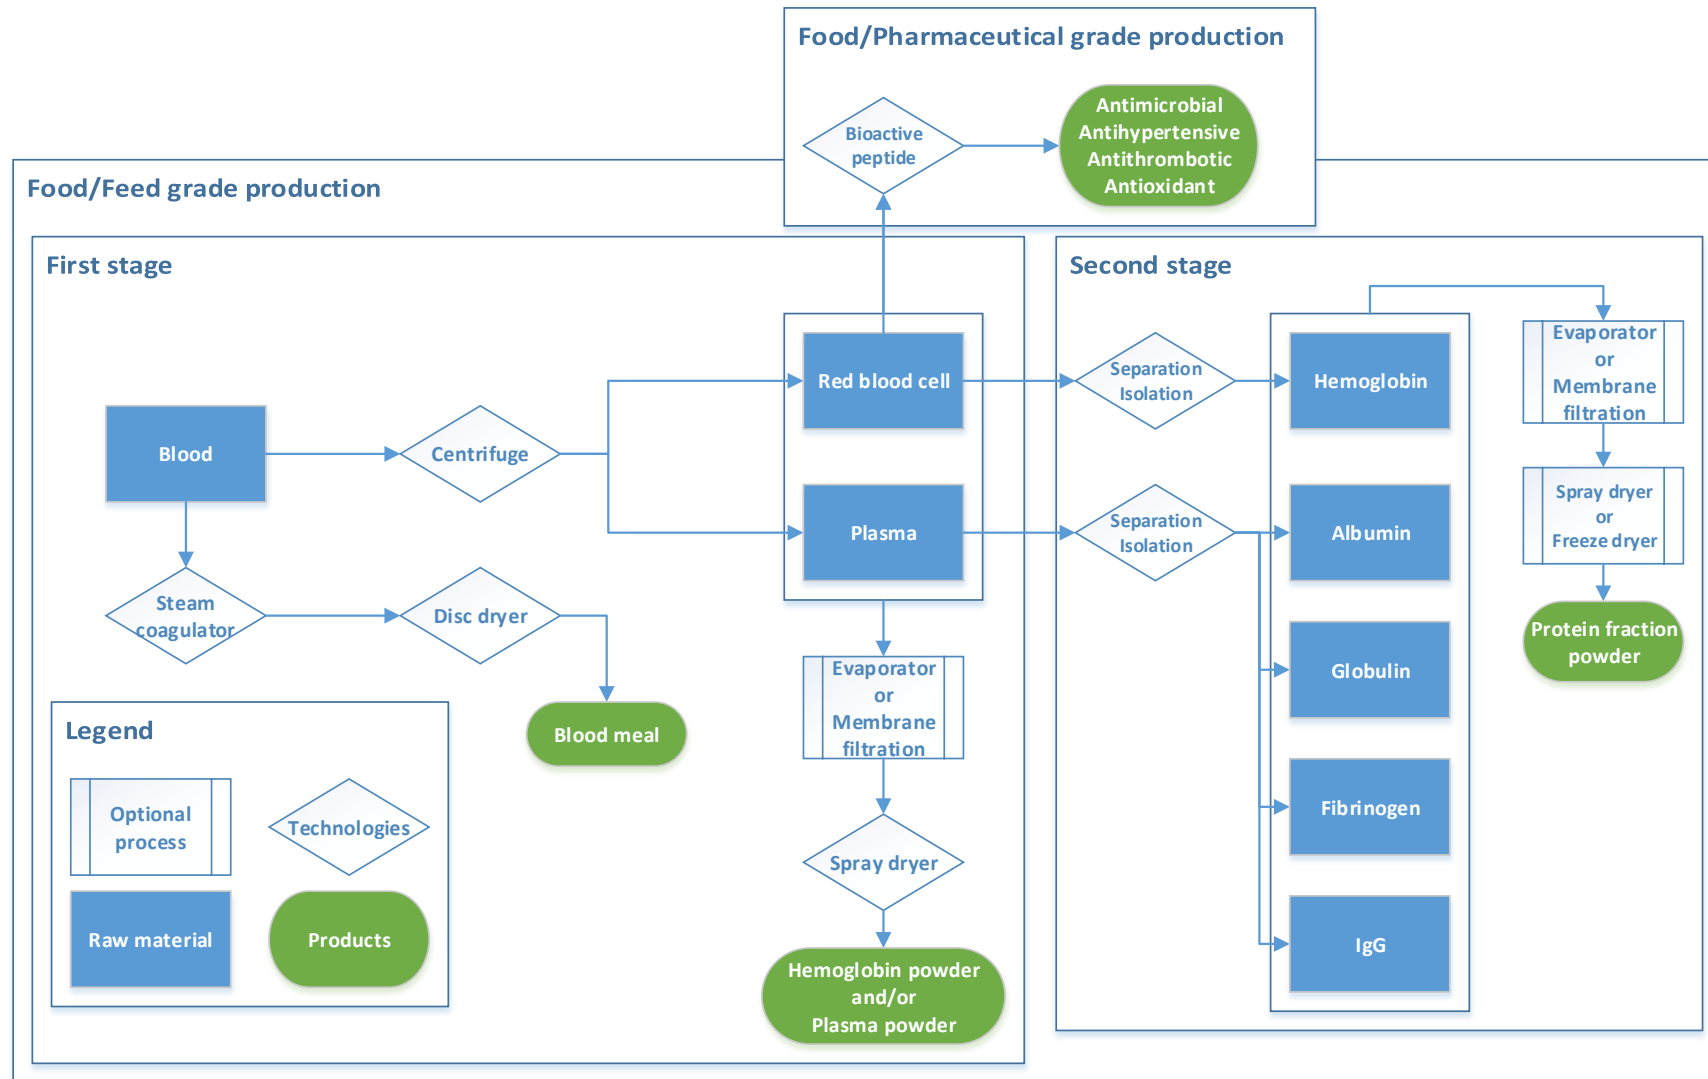 Food/Pharmaceutical grade production
Bioactive
peptide
Antimicrobial
Antihypertensive
Antithrombotic
Antioxidant
Food/Feed grade production
First stage
Blood
Centrifuge
Red blood cell
Plasma
Steam
coagulator
Disc dryer
Blood meal
Evaporator
or
Membrane
filtration
Spray dryer
Hemoglobin powder
and/or
Plasma powder
Legend
Optional
process
Technologies
Raw material
Products
Second stage
Separation
Isolation
Hemoglobin
Separation
Isolation
Albumin
Globulin
Fibrinogen
IgG
Evaporator
or
Membrane
filtration
Spray dryer
or
Freeze dryer
Protein fraction
powder